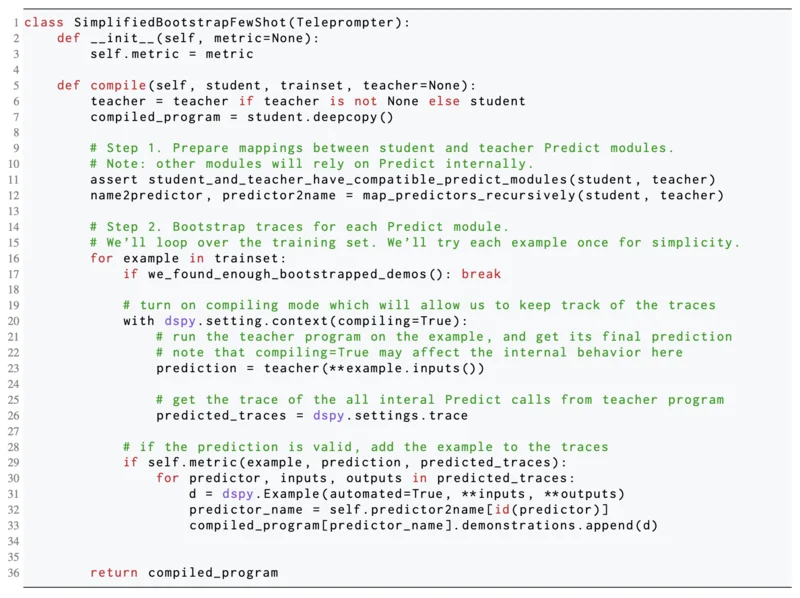 1 class SimplifiedBootstrapFewShot(Teleprompter):
2     def __init__(self, metric=None):
3         self.metric = metric
4
5     def compile(self, student, trainset, teacher=None):
6         teacher = teacher if teacher is not None else student
7         compiled_program = student.deepcopy()
8
9         # Step 1. Prepare mappings between student and teacher Predict modules.
10         # Note: other modules will rely on Predict internally.
11         assert student_and_teacher_have_compatible_predict_modules(student, teacher)
12         name2predictor, predictor2name = map_predictors_recursively(student, teacher)
13
14         # Step 2. Bootstrap traces for each Predict module.
15         # We'll loop over the training set. We'll try each example once for simplicity.
16         for example in trainset:
17             if we_found_enough_bootstrapped_demos(): break
18
19             # turn on compiling mode which will allow us to keep track of the traces
20             with dspy.setting.context(compiling=True):
21                 # run the teacher program on the example, and get its final prediction
22                 # note that compiling=True may affect the internal behavior here
23                 prediction = teacher(**example.inputs())
24
25                 # get the trace of the all interal Predict calls from teacher program
26                 predicted_traces = dspy.settings.trace
27
28             # if the prediction is valid, add the example to the traces
29             if self.metric(example, prediction, predicted_traces):
30                 for predictor, inputs, outputs in predicted_traces:
31                     d = dspy.Example(automated=True, **inputs, **outputs)
32                     predictor_name = self.predictor2name[id(predictor)]
33                     compiled_program[predictor_name].demonstrations.append(d)
34
35
36         return compiled_program